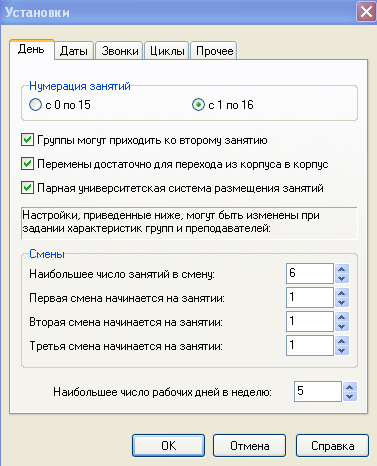 Установки
День Даты Звонки Циклы Прочее
Нумерация занятий
с 0 по 15 с 1 по 16
Группы могут приходить ко второму занятию
Перемены достаточно для перехода из корпуса в корпус
Парная университетская система размещения занятий
Настройки, приведенные ниже, могут быть изменены при
задании характеристик групп и преподавателей:
Смены
Наибольшее число занятий в смену: 6
Первая смена начинается на занятии: 1
Вторая смена начинается на занятии: 1
Третья смена начинается на занятии: 1
Наибольшее число рабочих дней в неделю: 5
OK Отмена Справка